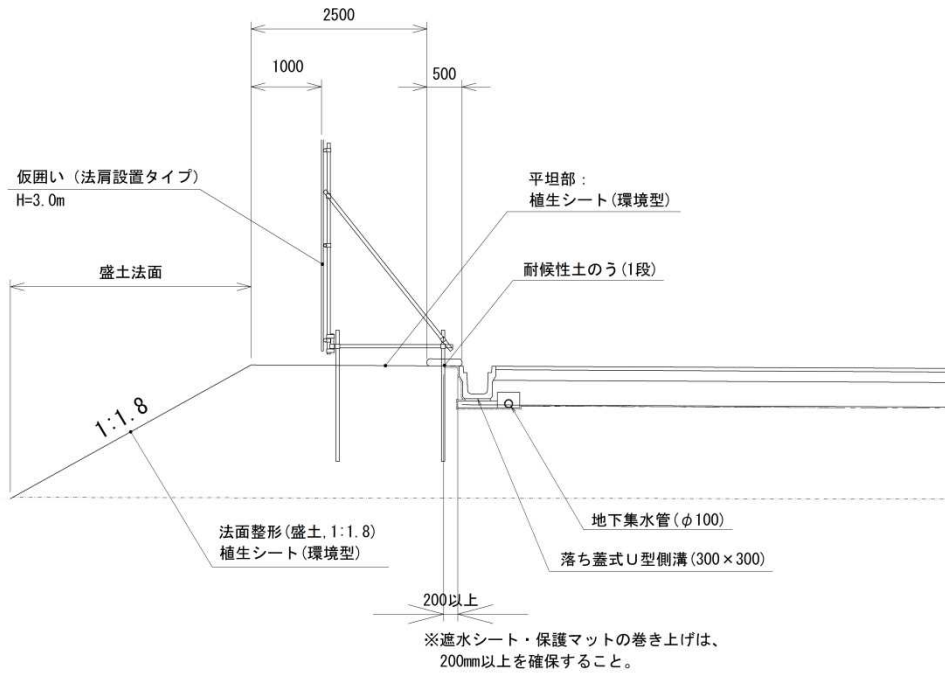 2500
1000
500
仮囲い（法肩設置タイプ）
H=3.0m
平坦部：
植生シート(環境型)
盛土法面
耐候性土のう(1段)
1:1.8
法面整形(盛土,1:1.8)
植生シート(環境型)
地下集水管(φ100)
落ち蓋式U型側溝(300×300)
200以上
※遮水シート・保護マットの巻き上げは、
200mm以上を確保すること。